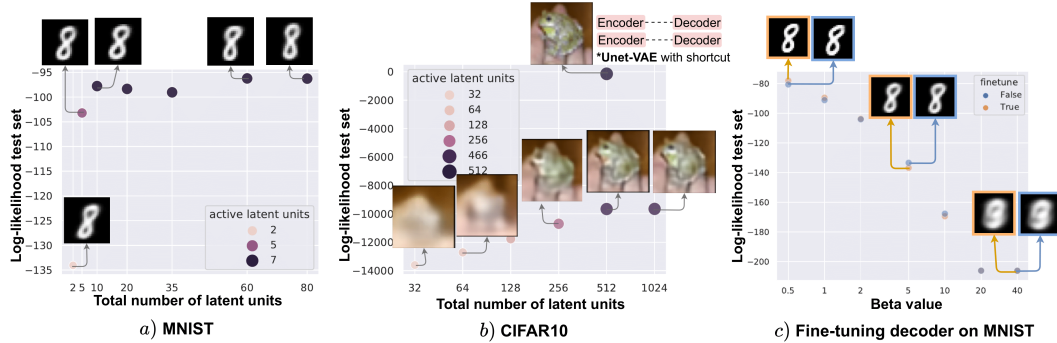 −95
−100
−105
−110
−115
−120
−125
−130
−135
Log-likelihood test set
active latent units
2
5
7
2 5 10 20 35 60 80
Total number of latent units
a) MNIST
Encoder Decoder
Encoder Decoder
*Unet-VAE with shortcut
0
−2000
−4000
−6000
−8000
−10000
−12000
−14000
Log-likelihood test set
active latent units
32
64
128
256
466
512
32 64 128 256 512 1024
Total number of latent units
b) CIFAR10
−80
−100
−120
−140
−160
−180
−200
Log-likelihood test set
finetune
False
True
0.5 1 2 5 10 20 40
Beta value
c) Fine-tuning decoder on MNIST